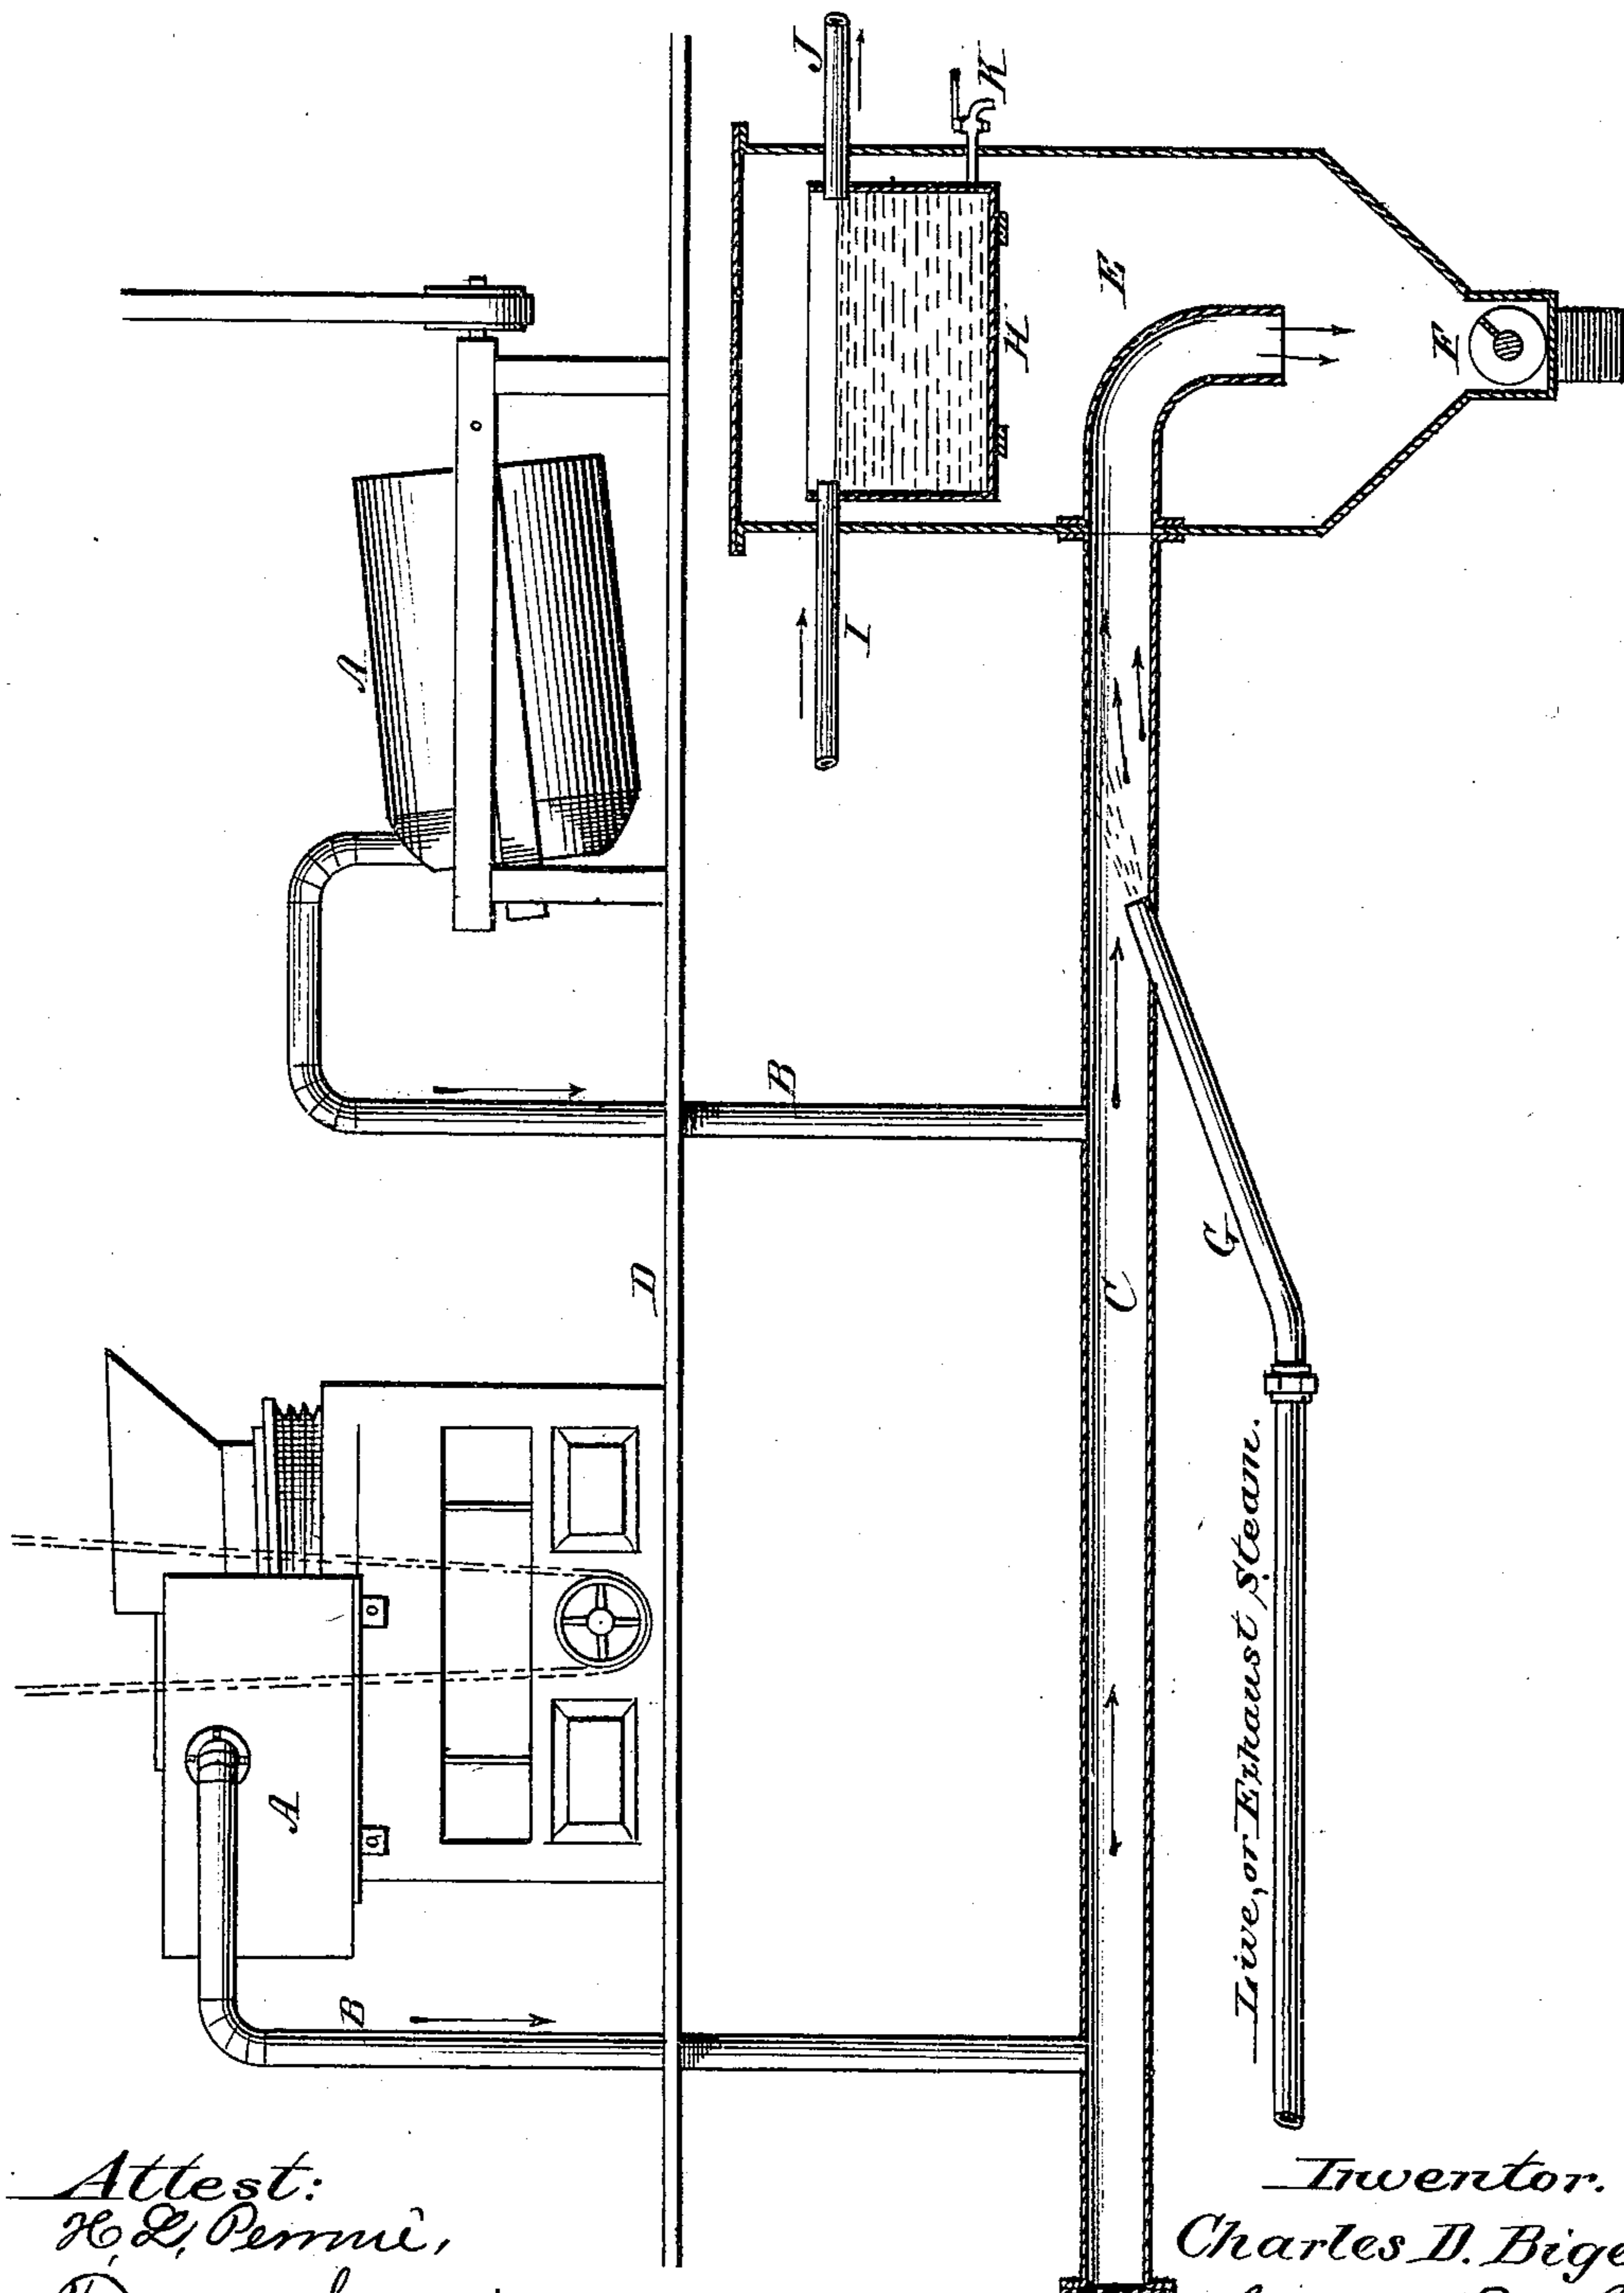 J
K
A
E
H
F
I
B
D
G
C
A
B
Live, or Exhaust Steam.
Attest:
Inventor.
Charles D. Bige